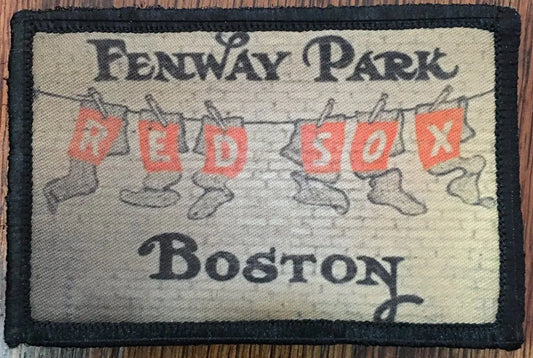 FENWAY PARK
RED SOX
BOSTON